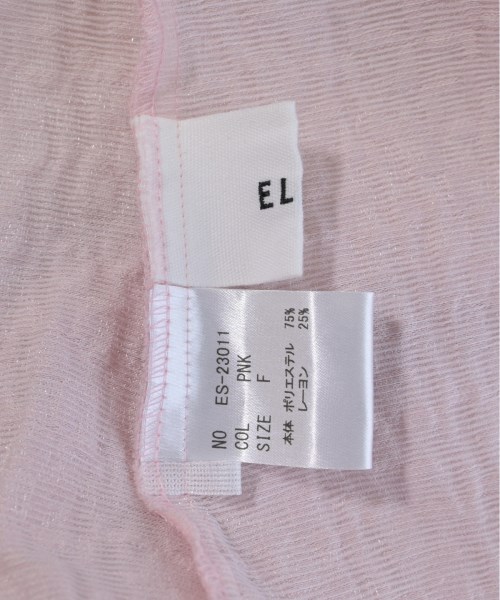 EL
NO ES-23011
COL PNK
SIZE F
本体 ポリエステル 75%
レーヨン 25%